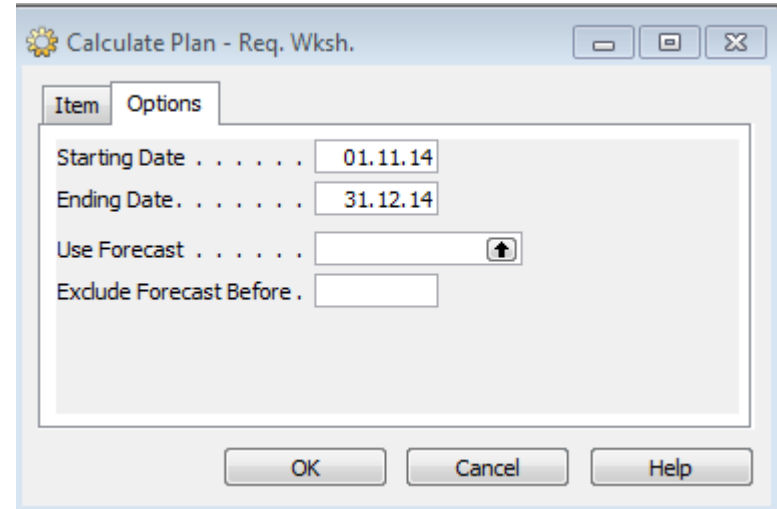 Calculate Plan - Req. Wksh.
Item Options
Starting Date . . . . . . 01.11.14
Ending Date. . . . . . . 31.12.14
Use Forecast . . . . . .
Exclude Forecast Before .
OK Cancel Help